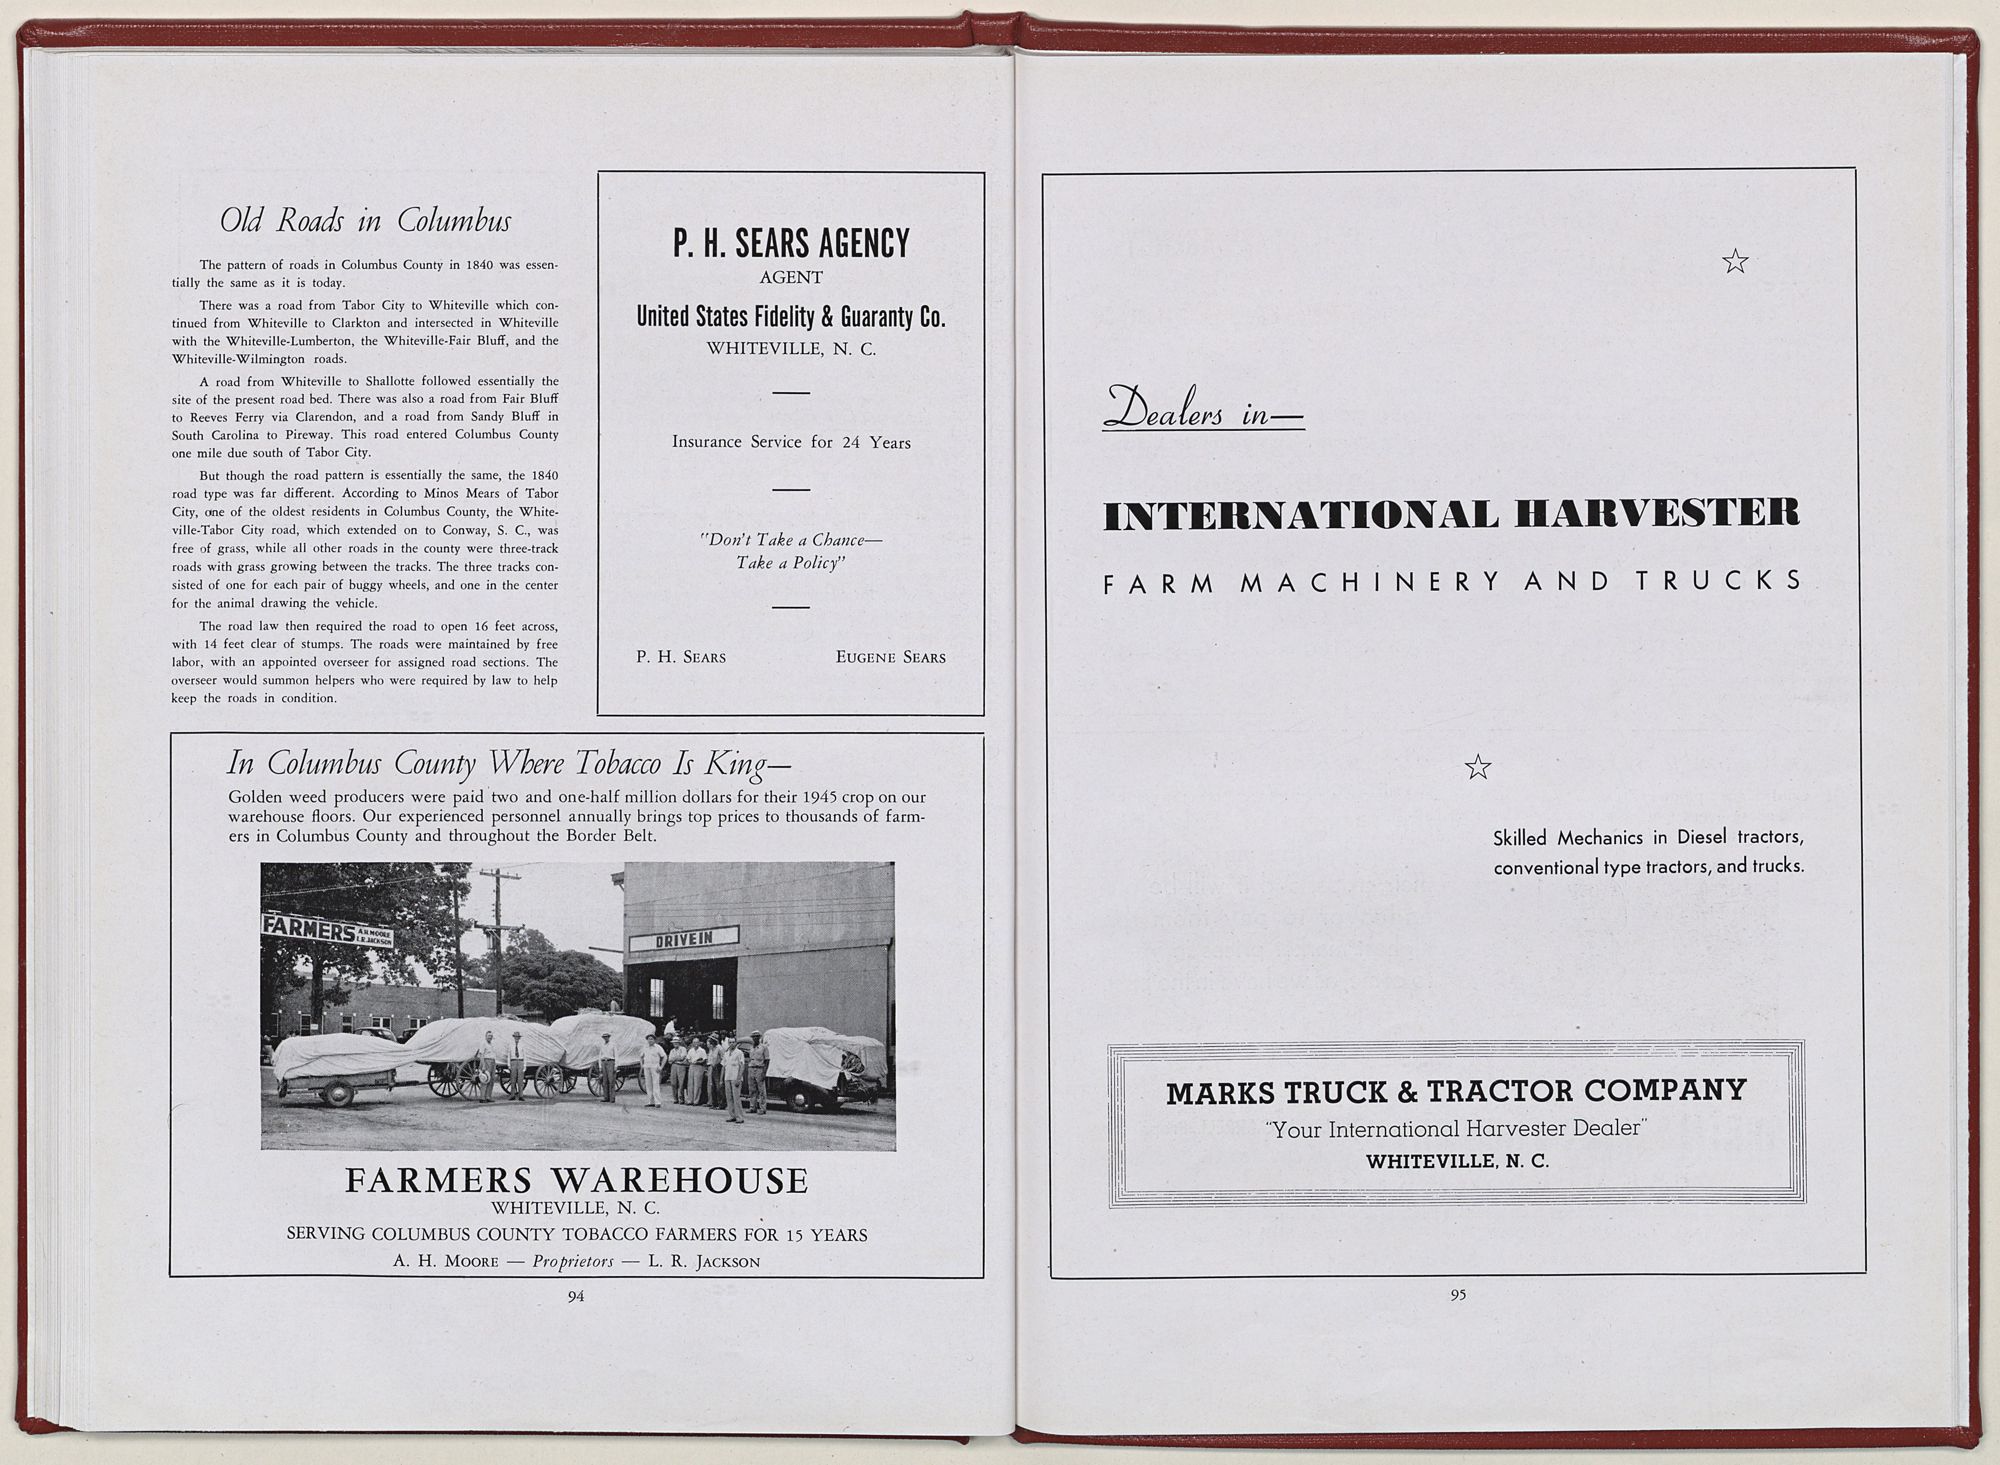 Old Roads in Columbus
The pattern of roads in Columbus County in 1840 was essen-
tially the same as it is today.
There was a road from Tabor City to Whiteville which con-
tinued from Whiteville to Clarkton and intersected in Whiteville
with the Whiteville-Lumberton, the Whiteville-Fair Bluff, and the
Whiteville-Wilmington roads.
A road from Whiteville to Shallotte followed essentially the
site of the present road bed. There was also a road from Fair Bluff
to Reeves Ferry via Clarendon, and a road from Sandy Bluff in
South Carolina to Pireway. This road entered Columbus County
one mile due south of Tabor City.
But though the road pattern is essentially the same, the 1840
road type was far different. According to Minos Mears of Tabor
City, one of the oldest residents in Columbus County, the White-
ville-Tabor City road, which extended on to Conway, S. C., was
free of grass, while all other roads in the county were three-track
roads with grass growing between the tracks. The three tracks con-
sisted of one for each pair of buggy wheels, and one in the center
for the animal drawing the vehicle.
The road law then required the road to open 16 feet across,
with 14 feet clear of stumps. The roads were maintained by free
labor, with an appointed overseer for assigned road sections. The
overseer would summon helpers who were required by law to help
keep the roads in condition.
P. H. SEARS AGENCY
AGENT
United States Fidelity & Guaranty Co.
WHITEVILLE, N. C.
Insurance Service for 24 Years
"Don't Take a Chance—
Take a Policy"
P. H. SEARS EUGENE SEARS
In Columbus County Where Tobacco Is King—
Golden weed producers were paid two and one-half million dollars for their 1945 crop on our
warehouse floors. Our experienced personnel annually brings top prices to thousands of farm-
ers in Columbus County and throughout the Border Belt.
FARMERS A.H. MOORE
L.R. JACKSON
DRIVE IN
FARMERS WAREHOUSE
WHITEVILLE, N. C.
SERVING COLUMBUS COUNTY TOBACCO FARMERS FOR 15 YEARS
A. H. MOORE — Proprietors — L. R. JACKSON
94
Dealers in—
INTERNATIONAL HARVESTER
FARM MACHINERY AND TRUCKS
Skilled Mechanics in Diesel tractors,
conventional type tractors, and trucks.
MARKS TRUCK & TRACTOR COMPANY
"Your International Harvester Dealer"
WHITEVILLE, N. C.
95